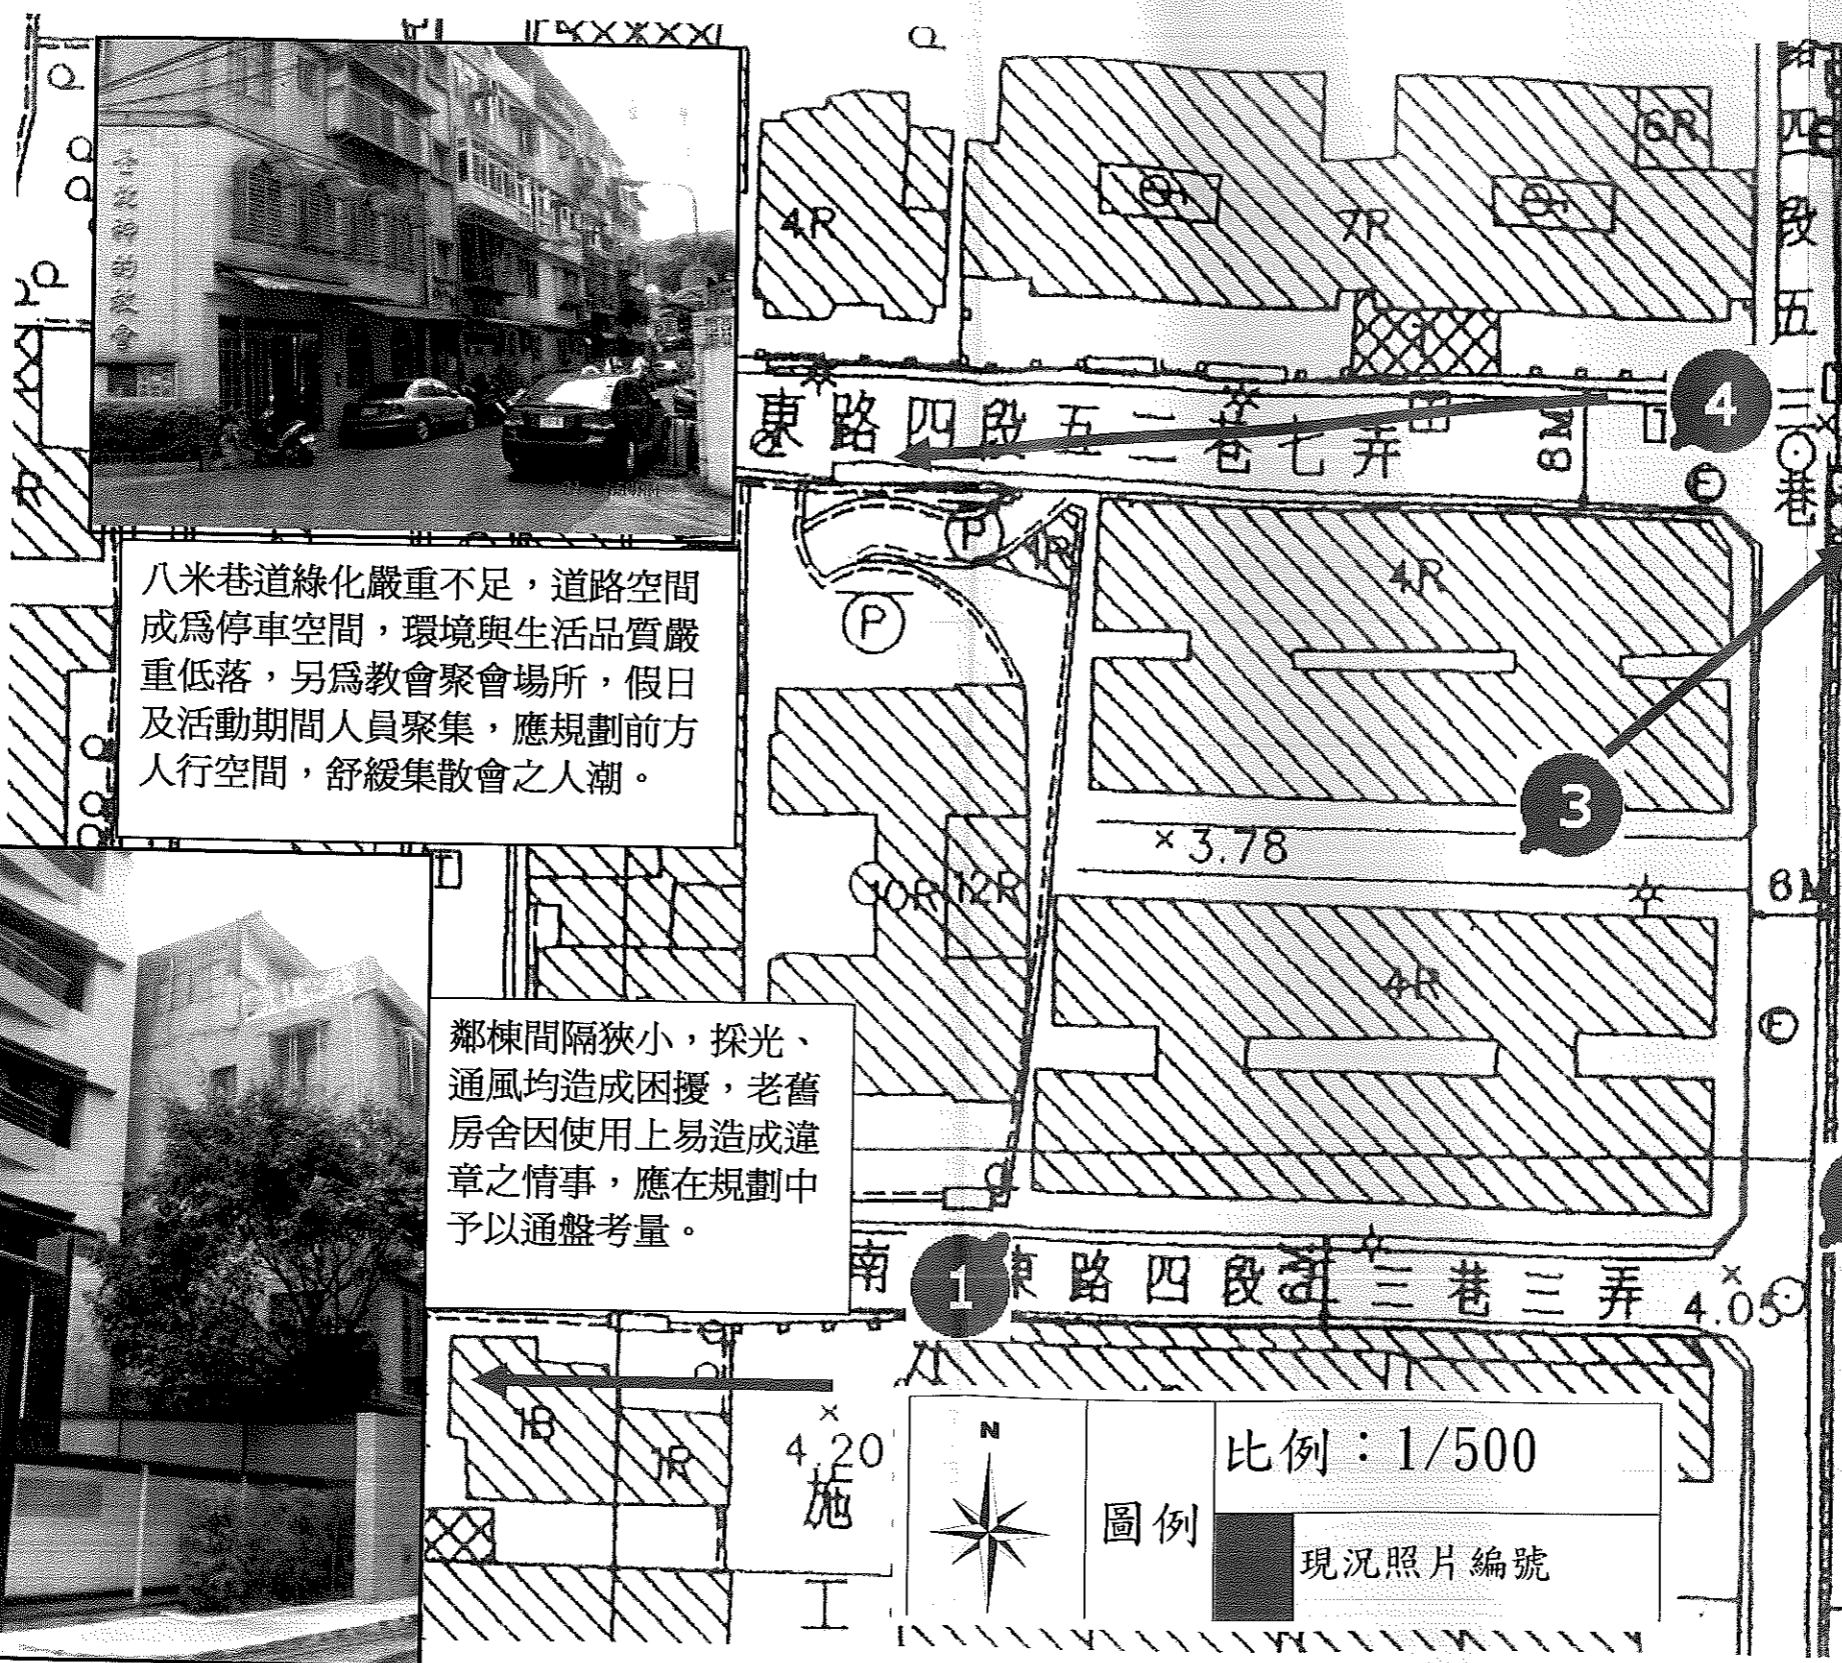 八米巷道綠化嚴重不足，道路空間
成為停車空間，環境與生活品質嚴
重低落，另為教會聚會場所，假日
及活動期間人員聚集，應規劃前方
人行空間，舒緩集散會之人潮。
鄰棟間隔狹小，採光、
通風均造成困擾，老舊
房舍因使用上易造成違
章之情事，應在規劃中
予以通盤考量。
4R
7R
6R
路四段五三巷
東路四段五三巷七弄
8M
4
P
1R
4R
P
3
×3.78
10R
12R
8M
4R
南
1
東路四段
三巷三弄
4.05
1B
1R
4.20
施
工
N
圖例
比例：1/500
現況照片編號